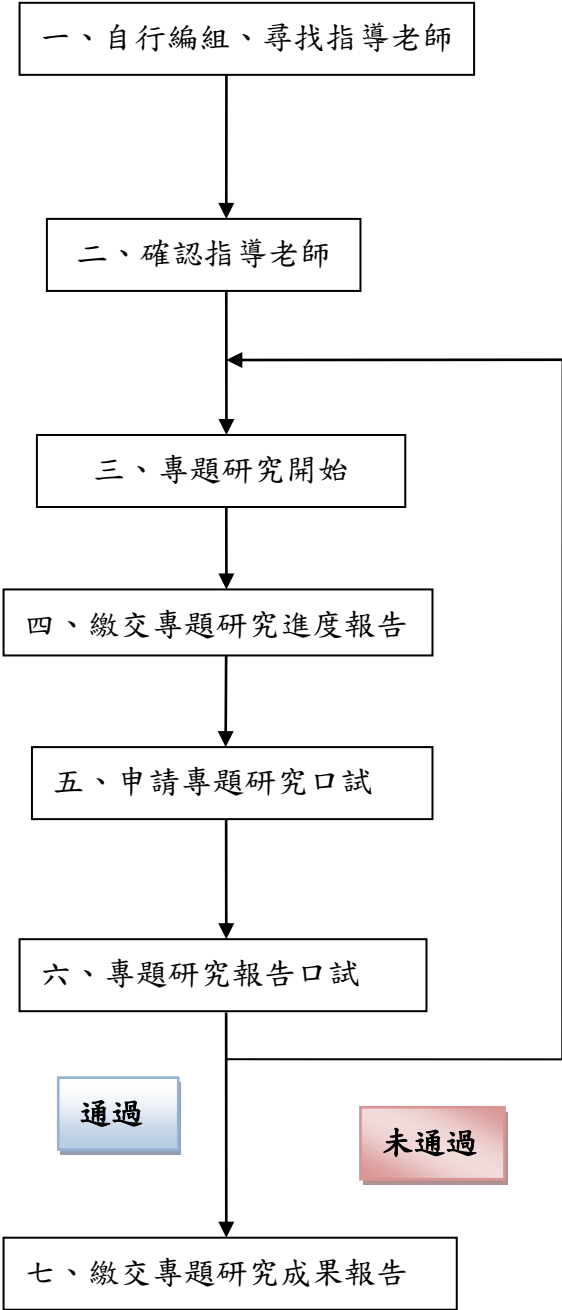 一、自行編組、尋找指導老師
二、確認指導老師
三、專題研究開始
四、繳交專題研究進度報告
五、申請專題研究口試
六、專題研究報告口試
通過
未通過
七、繳交專題研究成果報告